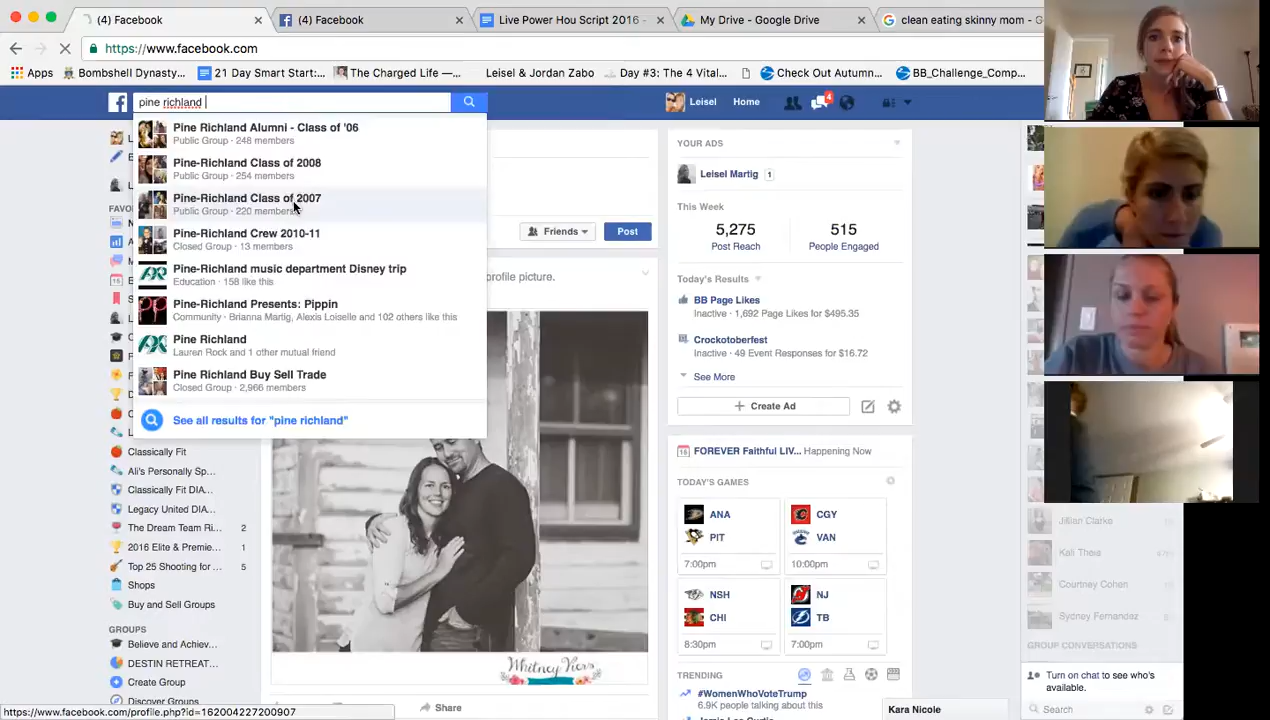 (4) Facebook
(4) Facebook
Live Power Hou Script 2016 -
My Drive - Google Drive
clean eating skinny mom - G
https://www.facebook.com
Apps
Bombshell Dynasty...
21 Day Smart Start:...
The Charged Life —...
Leisel & Jordan Zabo
Day #3: The 4 Vital...
Check Out Autumn...
BB_Challenge_Comp...
pine richland
Leisel
Home
4
Pine Richland Alumni - Class of '06
Public Group · 248 members
Pine-Richland Class of 2008
Public Group · 254 members
Pine-Richland Class of 2007
Public Group · 220 members
Pine-Richland Crew 2010-11
Closed Group · 13 members
Pine-Richland music department Disney trip
Education · 158 like this
Pine-Richland Presents: Pippin
Community · Brianna Martig, Alexis Loiselle and 102 others like this
Pine Richland
Lauren Rock and 1 other mutual friend
Pine Richland Buy Sell Trade
Closed Group · 2,966 members
See all results for "pine richland"
FAVO
Classically Fit
Ali's Personally Sp...
Classically Fit DIA...
Legacy United DIA...
The Dream Team Ri... 2
2016 Elite & Premie... 1
Top 25 Shooting for ... 5
Shops
Buy and Sell Groups
GROUPS
Believe and Achiev...
DESTIN RETREAT...
Create Group
Discover Groups
https://www.facebook.com/profile.php?id=162004227200907
Friends
Post
profile picture.
Whitney Viers
Share
YOUR ADS
Leisel Martig 1
This Week
5,275
Post Reach
515
People Engaged
Today's Results
BB Page Likes
Inactive · 1,692 Page Likes for $495.35
Crockotoberfest
Inactive · 49 Event Responses for $16.72
See More
Create Ad
FOREVER Faithful LIV... Happening Now
TODAY'S GAMES
ANA
PIT
7:00pm
CGY
VAN
10:00pm
NSH
CHI
8:30pm
NJ
TB
7:00pm
TRENDING
#WomenWhoVoteTrump
6.9K people talking about this
Kara Nicole
Jillian Clarke
Kali Theis
Courtney Cohen
Sydney Fernandaz
GROUP CONVERSATIONS
Turn on chat to see who's
available.
Search